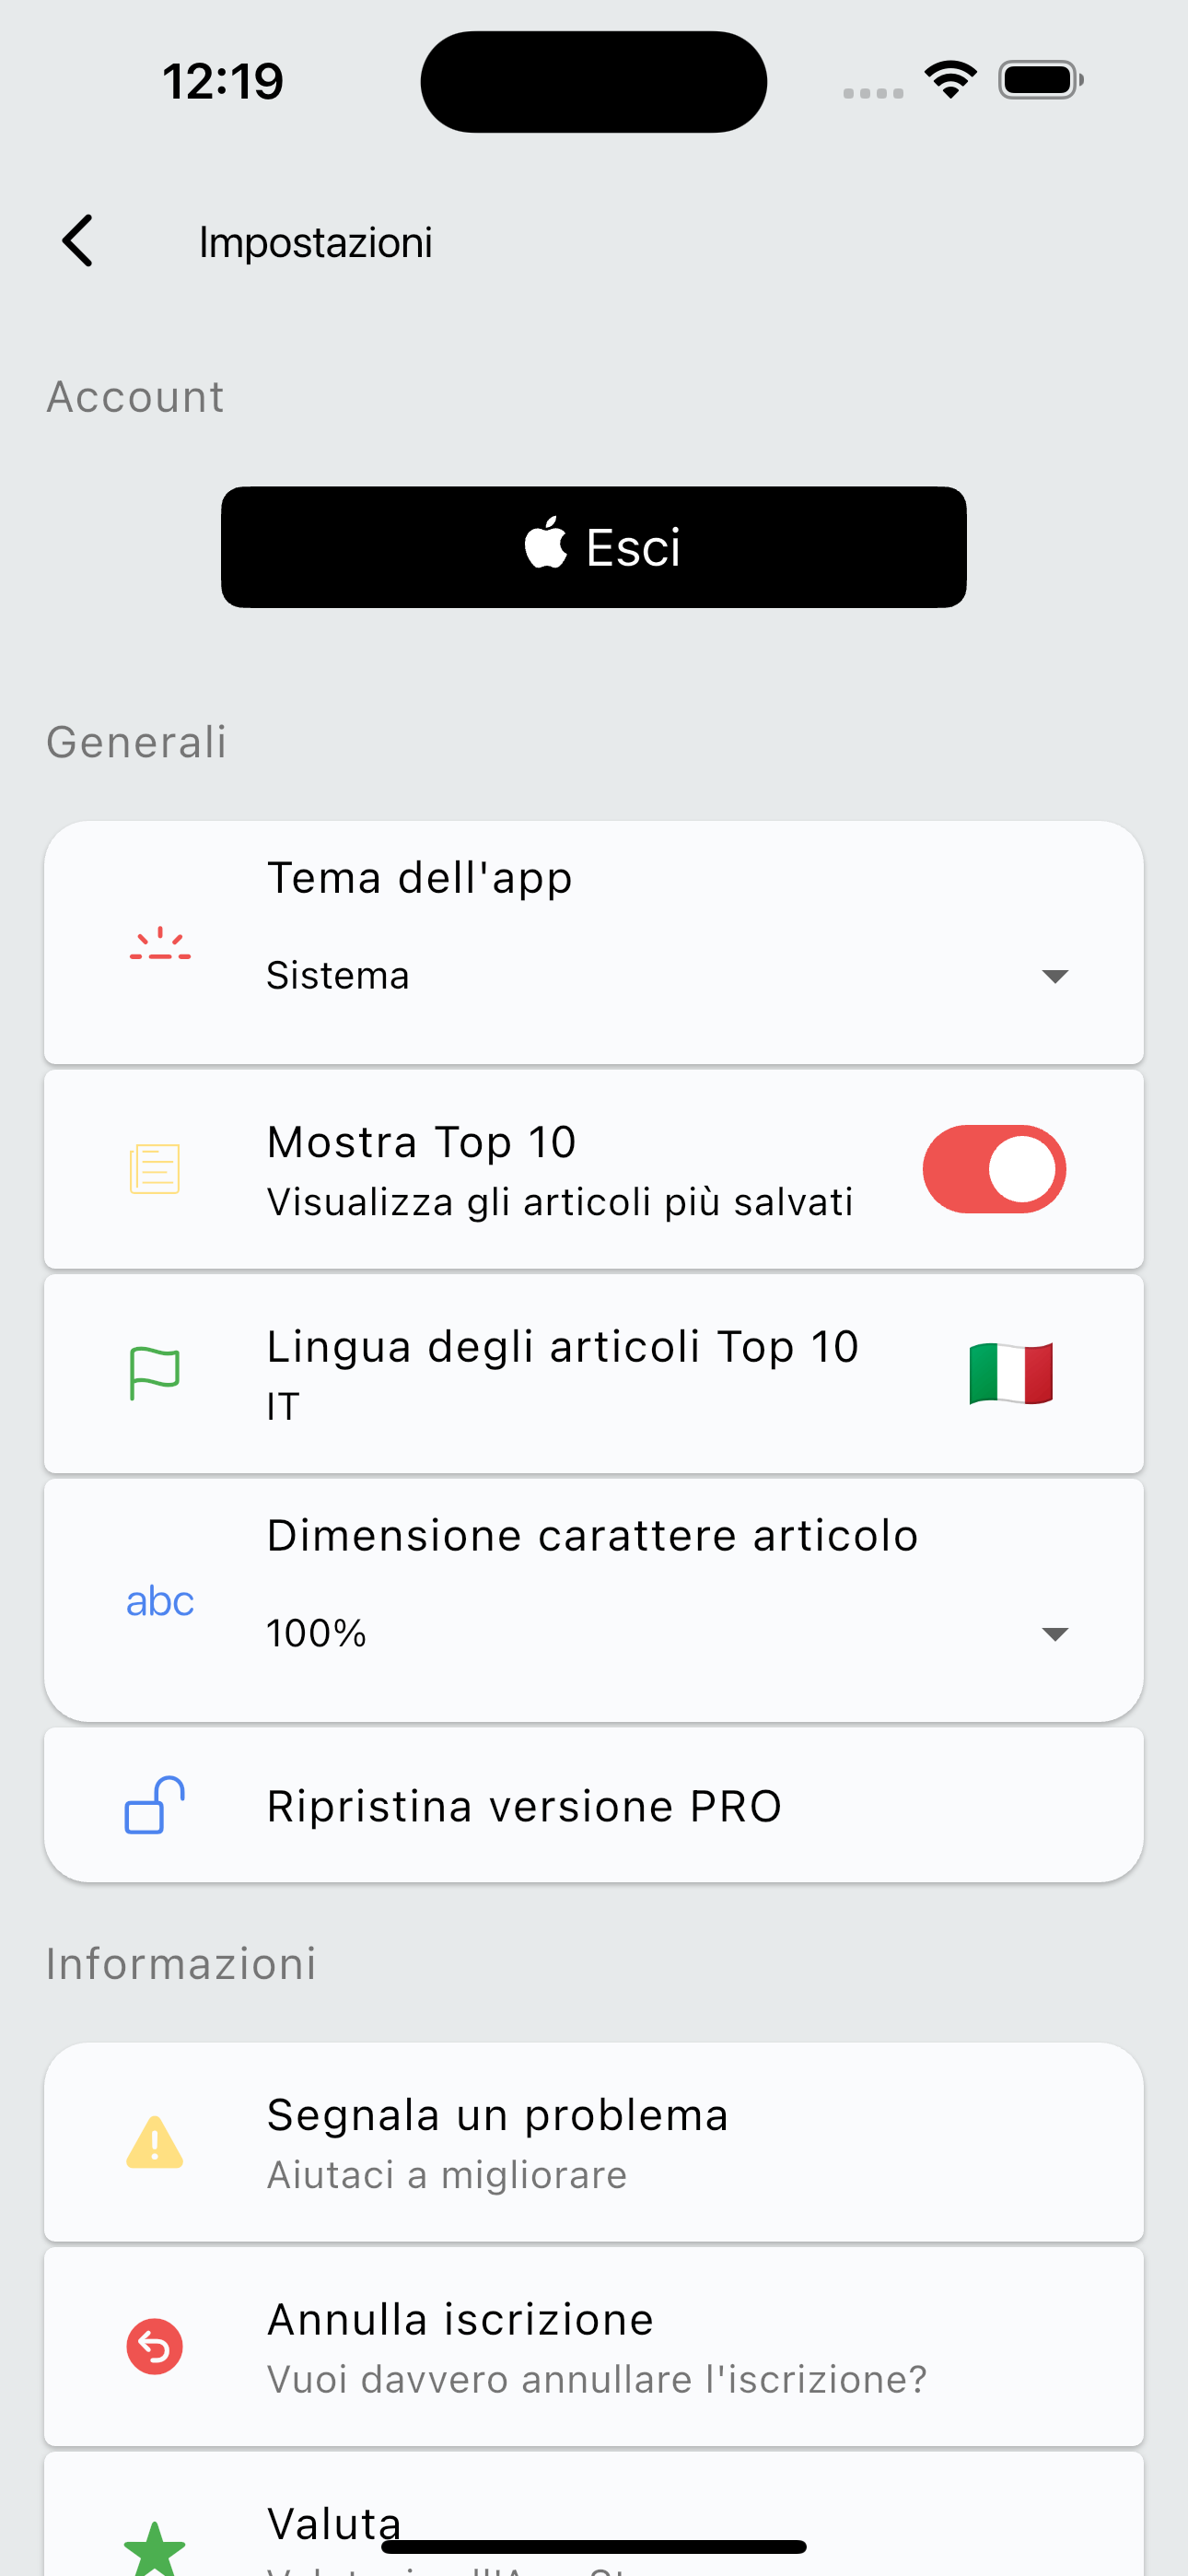 12:19
Impostazioni
Account
Esci
Generali
Tema dell'app
Sistema
Mostra Top 10
Visualizza gli articoli più salvati
Lingua degli articoli Top 10
IT
abc
Dimensione carattere articolo
100%
Ripristina versione PRO
Informazioni
Segnala un problema
Aiutaci a migliorare
Annulla iscrizione
Vuoi davvero annullare l'iscrizione?
Valuta